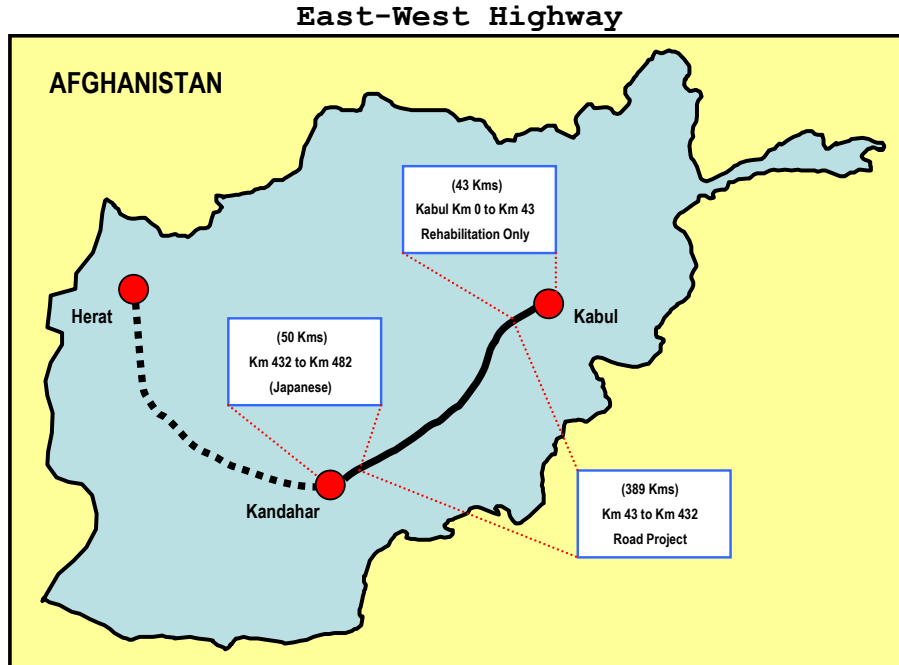 East-West Highway
AFGHANISTAN
(43 Kms)
Kabul Km 0 to Km 43
Rehabilitation Only
Herat
Kabul
(50 Kms)
Km 432 to Km 482
(Japanese)
Kandahar
(389 Kms)
Km 43 to Km 432
Road Project